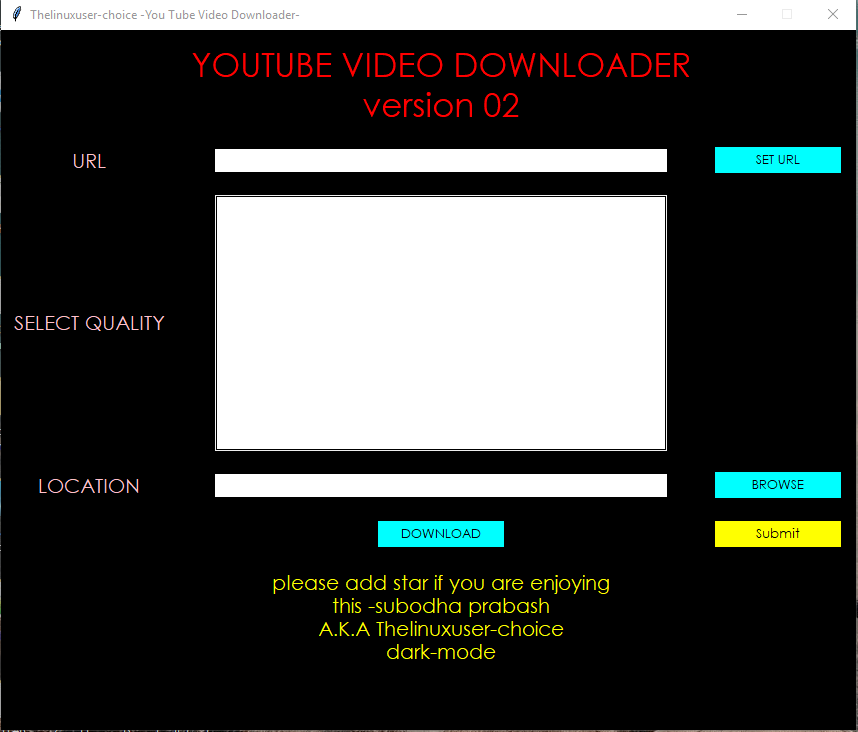 Thelinuxuser-choice -You Tube Video Downloader-
YOUTUBE VIDEO DOWNLOADER
version 02
URL
SET URL
SELECT QUALITY
LOCATION
BROWSE
DOWNLOAD
Submit
please add star if you are enjoying
this -subodha prabash
A.K.A Thelinuxuser-choice
dark-mode